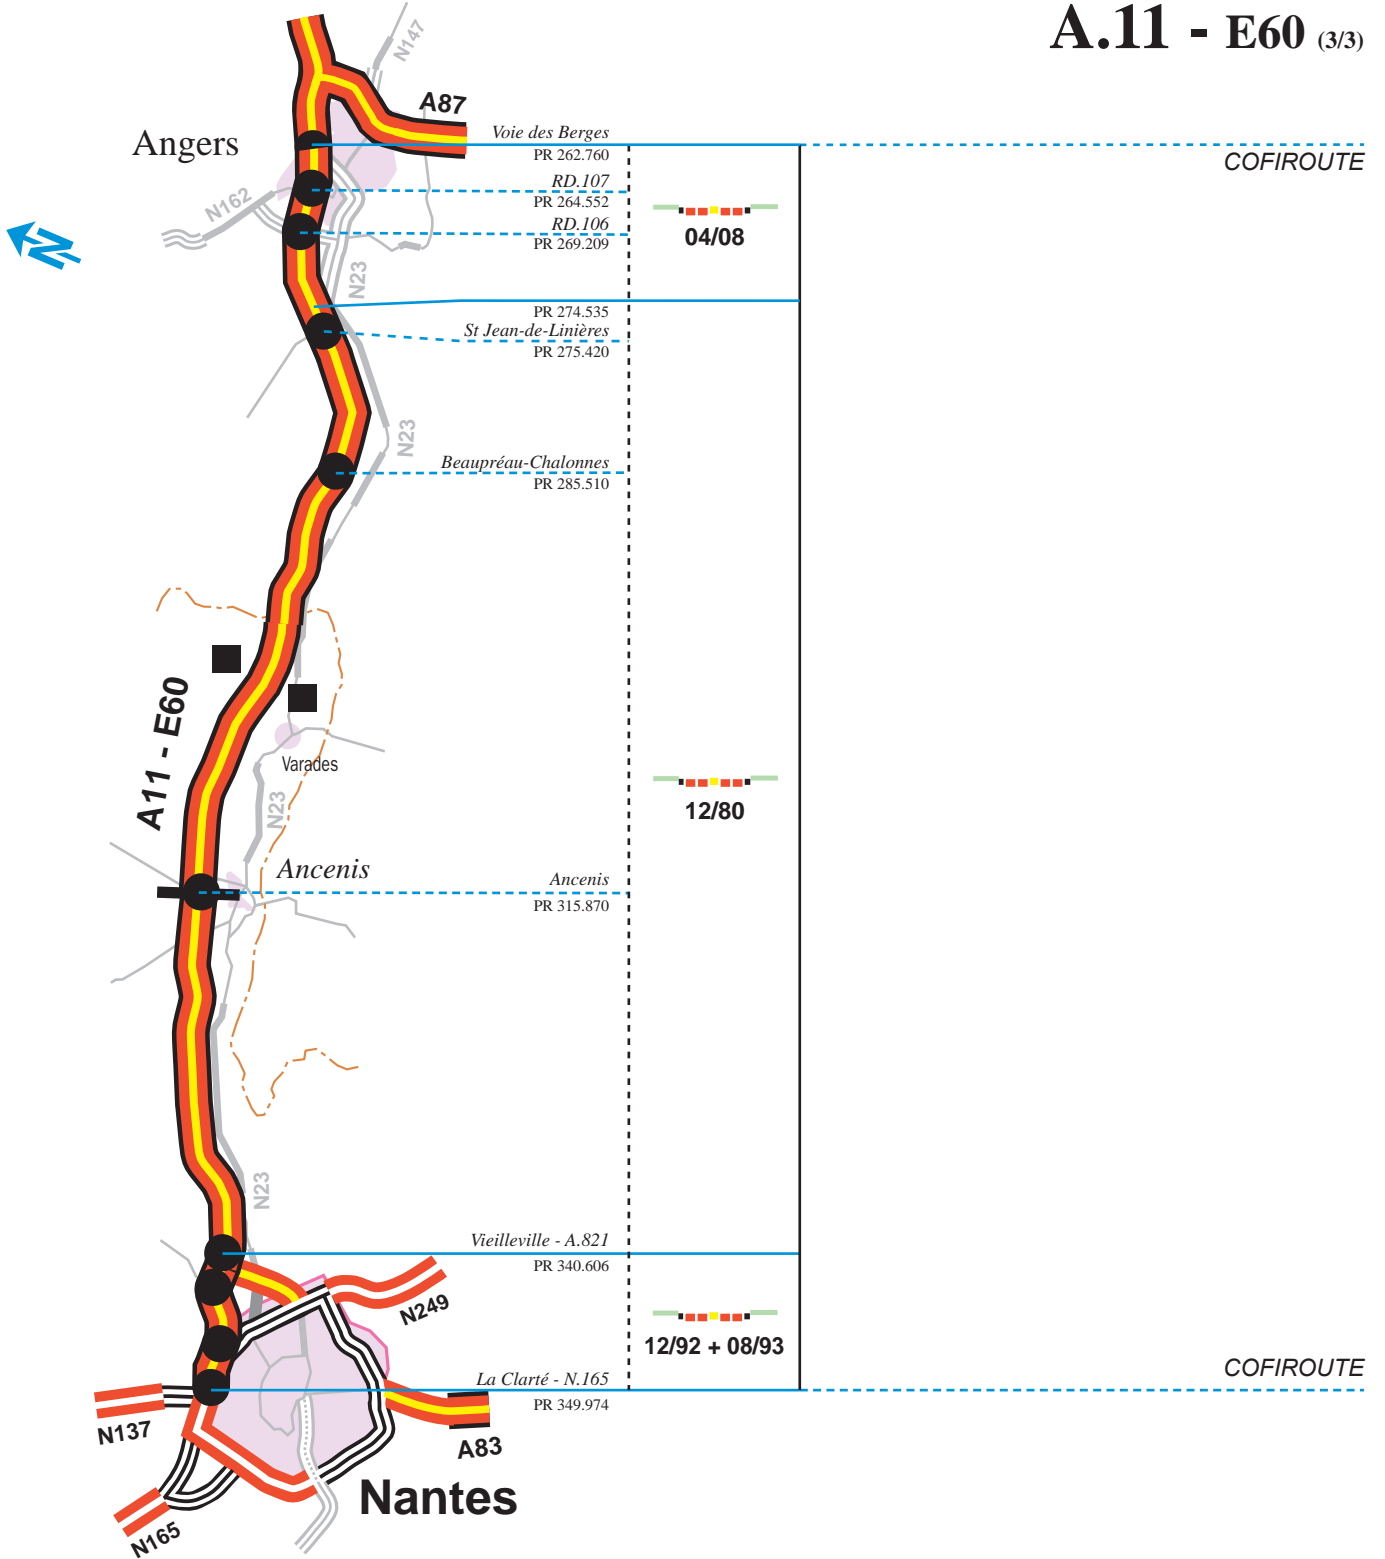 A.11 - E60 (3/3)
N147
A87
Angers
Voie des Berges
PR 262.760
COFIROUTE
RD.107
PR 264.552
N162
RD.106
PR 269.209
04/08
N
N23
PR 274.535
St Jean-de-Linières
PR 275.420
N23
Beaupréau-Chalonnes
PR 285.510
A11 - E60
Varades
N23
12/80
Ancenis
Ancenis
PR 315.870
N23
Vieilleville - A.821
PR 340.606
N249
12/92 + 08/93
La Clarté - N.165
PR 349.974
COFIROUTE
N137
A83
Nantes
N165